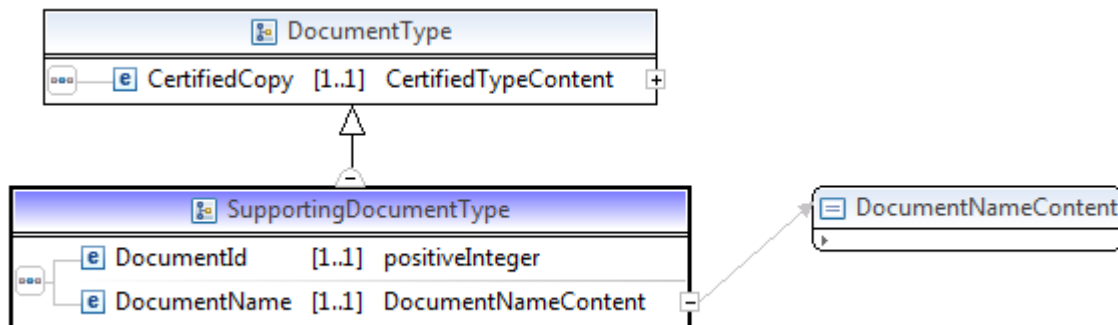 DocumentType
e CertifiedCopy [1..1] CertifiedTypeContent
SupportingDocumentType
e DocumentId [1..1] positiveInteger
e DocumentName [1..1] DocumentNameContent
DocumentNameContent